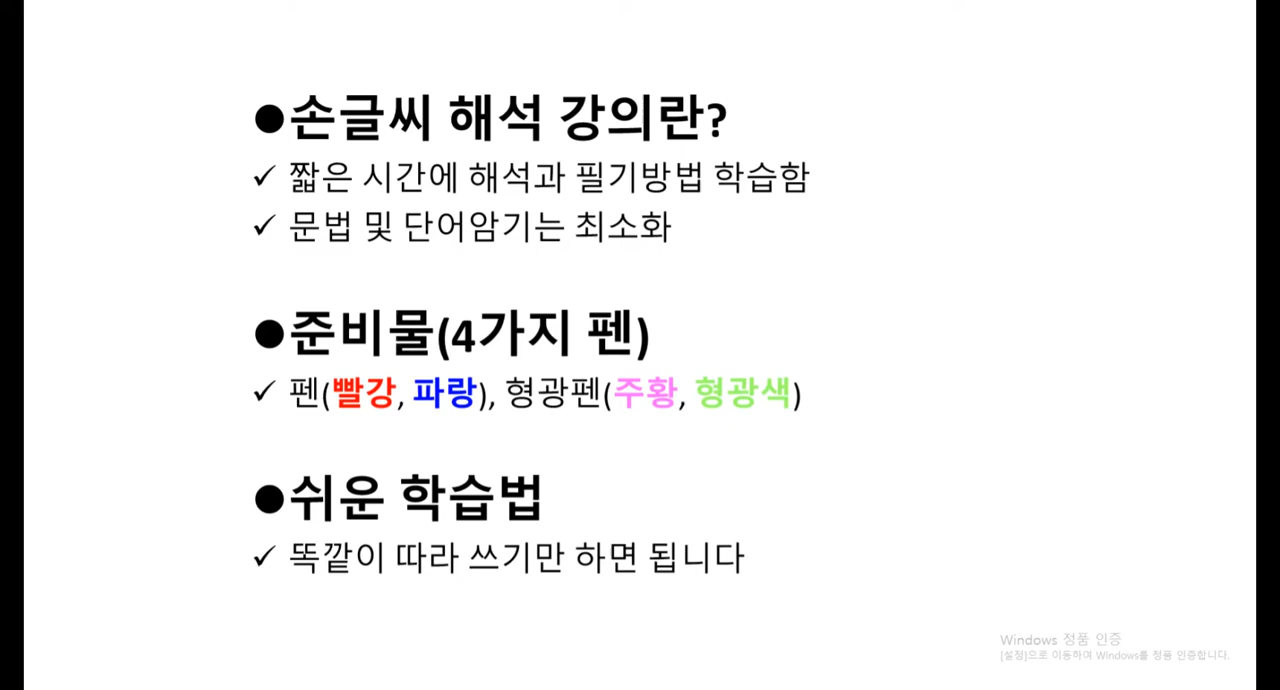 ●손글씨 해석 강의란?
✓ 짧은 시간에 해석과 필기방법 학습함
✓ 문법 및 단어암기는 최소화
●준비물(4가지 펜)
✓ 펜(빨강, 파랑), 형광펜(주황, 형광색)
●쉬운 학습법
✓ 똑같이 따라 쓰기만 하면 됩니다
Windows 정품 인증
[설정]으로 이동하여 Windows를 정품 인증합니다.